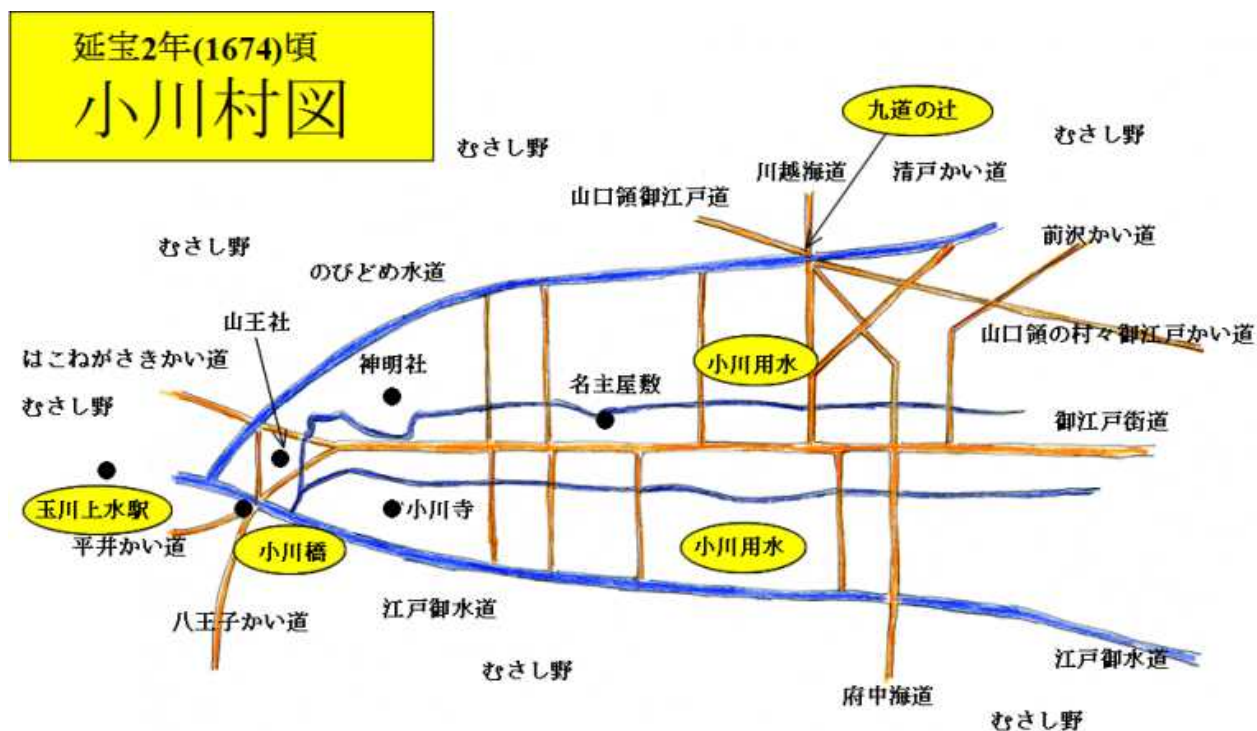 延宝2年(1674)頃
小川村図
九道の辻
むさし野
むさし野
川越海道
清戸かい道
山口領御江戸道
前沢かい道
むさし野
のびどめ水道
山王社
山口領の村々御江戸かい道
はこねがさきかい道
神明社
小川用水
名主屋敷
むさし野
御江戸街道
玉川上水駅
小川寺
平井かい道
小川橋
小川用水
八王子かい道
江戸御水道
むさし野
江戸御水道
府中海道
むさし野